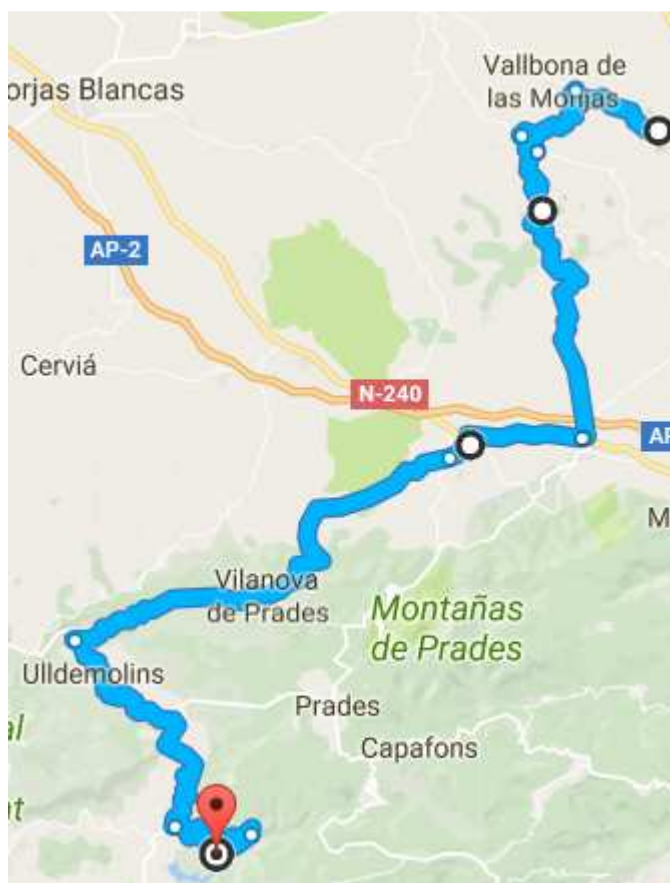 Vallbona de
las Monjas
orjas Blancas
AP-2
Cerviá
N-240
AP
M
Vilanova
de Prades
Montañas
de Prades
Ulldemolins
Prades
al
Capafons
nt